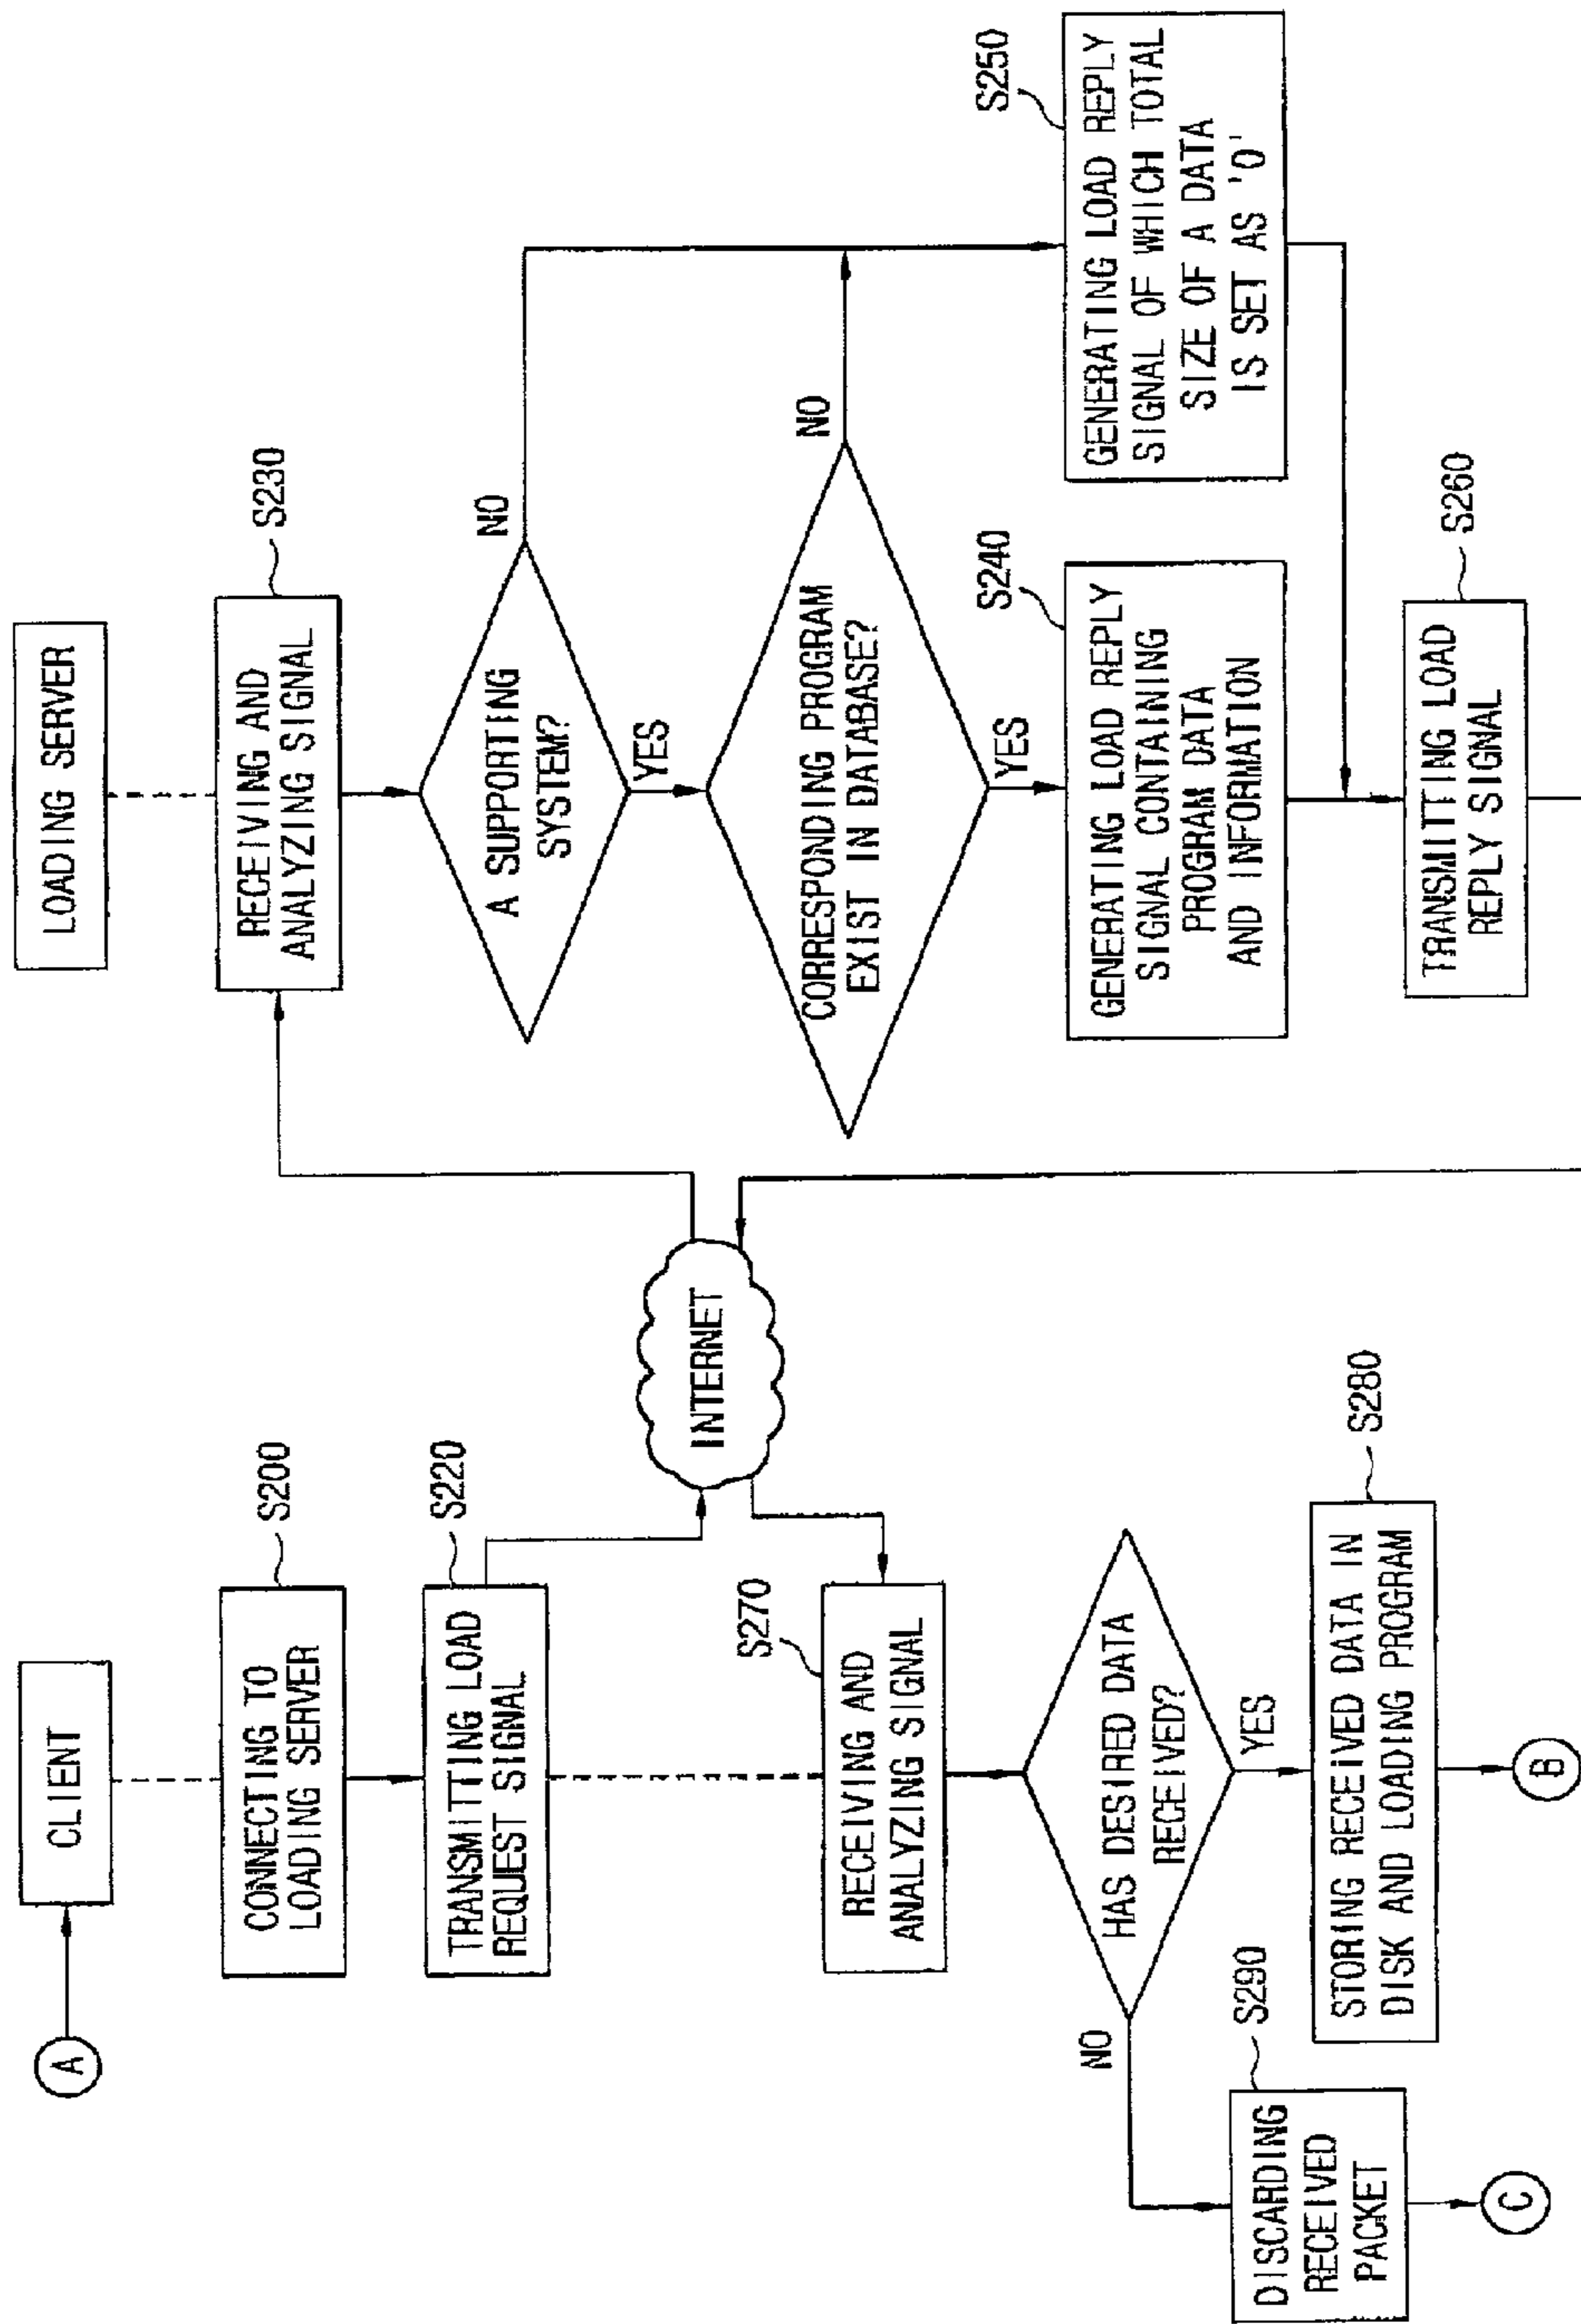 A
CLIENT
CONNECTING TO
LOADING SERVER
S200
TRANSMITTING LOAD
REQUEST SIGNAL
S220
INTERNET
RECEIVING AND
ANALYZING SIGNAL
S270
HAS DESIRED DATA
RECEIVED?
NO
YES
DISCARDING
RECEIVED
PACKET
S290
STORING RECEIVED DATA IN
DISK AND LOADING PROGRAM
S280
C
B
LOADING SERVER
RECEIVING AND
ANALYZING SIGNAL
S230
A SUPPORTING
SYSTEM?
NO
YES
CORRESPONDING PROGRAM
EXIST IN DATABASE?
NO
YES
GENERATING LOAD REPLY
SIGNAL CONTAINING
PROGRAM DATA
AND INFORMATION
S240
GENERATING LOAD REPLY
SIGNAL OF WHICH TOTAL
SIZE OF A DATA
IS SET AS '0'
S250
TRANSMITTING LOAD
REPLY SIGNAL
S260